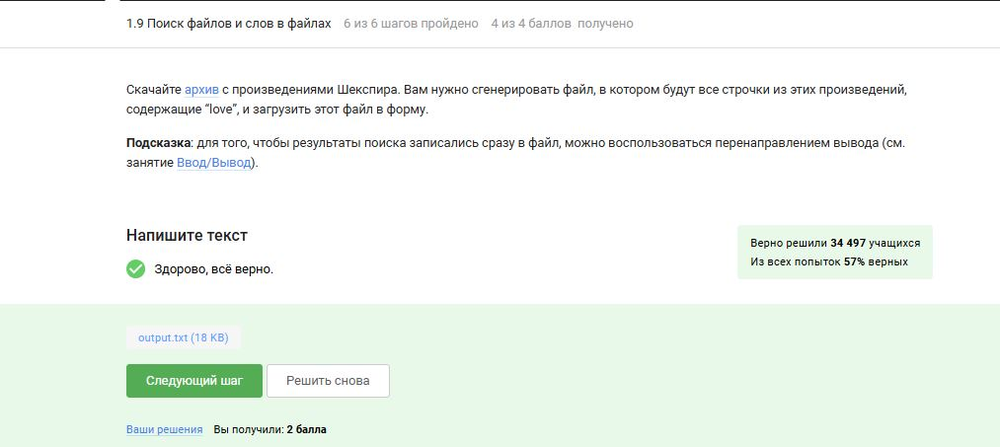 1.9 Поиск файлов и слов в файлах 6 из 6 шагов пройдено 4 из 4 баллов получено
Скачайте архив с произведениями Шекспира. Вам нужно сгенерировать файл, в котором будут все строчки из этих произведений,
содержащие “love”, и загрузить этот файл в форму.
Подсказка: для того, чтобы результаты поиска записались сразу в файл, можно воспользоваться перенаправлением вывода (см.
занятие Ввод/Вывод).
Напишите текст
Здорово, всё верно.
Верно решили 34 497 учащихся
Из всех попыток 57% верных
output.txt (18 KB)
Следующий шаг Решить снова
Ваши решения Вы получили: 2 балла